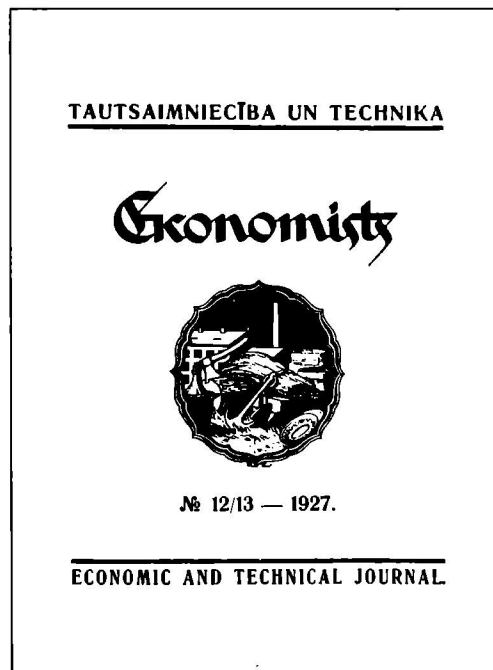 TAUTSAIMNIECĪBA UN TECHNIKA
Ekonomists
№ 12/13 — 1927.
ECONOMIC AND TECHNICAL JOURNAL